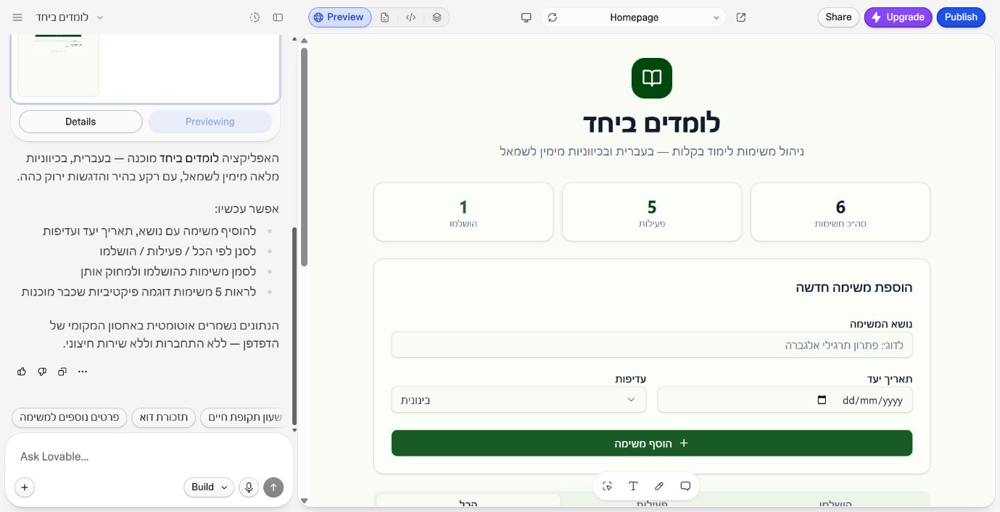 לומדים ביחד
Preview
Homepage
Share
Upgrade
Publish
Details
Previewing
האפליקציה לומדים ביחד מוכנה — בעברית, בכיווניות
מלאה מימין לשמאל, עם רקע בהיר והדגשות ירוק כהה.
אפשר עכשיו:
להוסיף משימה עם נושא, תאריך יעד ועדיפות
לסנן לפי הכל / פעילות / הושלמו
לסמן משימות כהושלמו ולמחוק אותן
לראות 5 משימות דוגמה פיקטיביות שכבר מוכנות
הנתונים נשמרים אוטומטית באחסון המקומי של
הדפדפן — ללא התחברות וללא שירות חיצוני.
פרטים נוספים למשימה
תזכורת דוא
שעון תקופת חיים
Ask Lovable...
Build
לומדים ביחד
ניהול משימות לימוד בקלות — בעברית ובכיווניות מימין לשמאל
6
סה״כ משימות
5
פעילות
1
הושלמו
הוספת משימה חדשה
נושא המשימה
לדוג׳: פתרון תרגילי אלגברה
תאריך יעד
dd/mm/yyyy
עדיפות
בינונית
+ הוסף משימה
הכל
פעילות
הושלמו